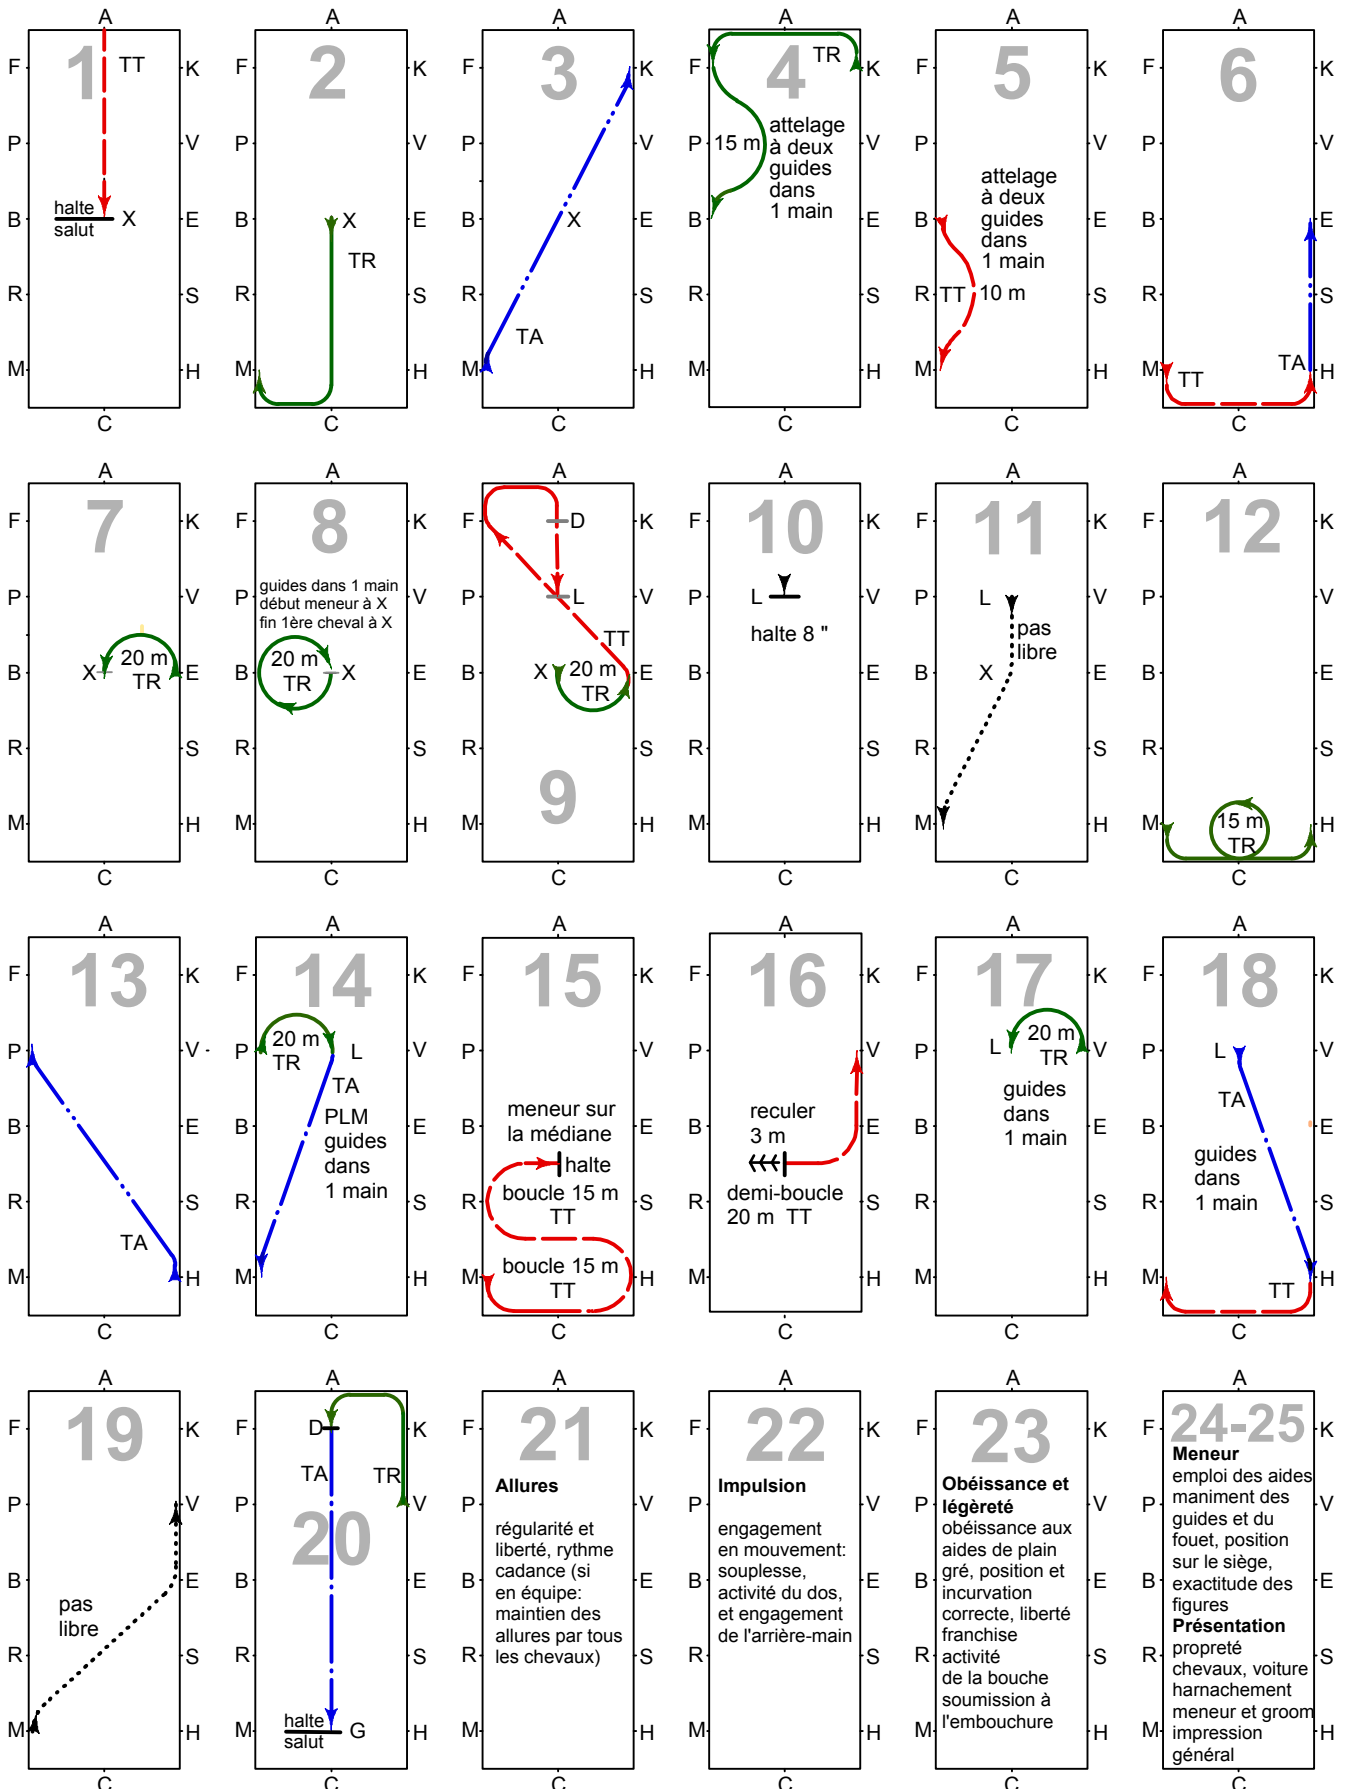 A
1
TT
F
K
P
V
halte
B
X
E
salut
R
S
M
H
C
A
2
F
K
P
V
B
X
E
TR
R
S
M
H
C
A
3
F
K
P
V
B
X
E
R
S
TA
M
H
C
A
4
TR
F
K
attelage
P
15 m
à deux
V
guides
dans
1 main
B
E
R
S
M
H
C
A
5
F
K
P
V
attelage
à deux
guides
B
E
dans
1 main
R
TT
10 m
S
M
H
C
A
6
F
K
P
V
B
E
R
S
TT
TA
M
H
C
A
7
F
K
P
V
20 m
B
X
E
TR
R
S
M
H
C
A
8
F
K
guides dans 1 main
P
V
début meneur à X
fin 1ère cheval à X
20 m
B
X
E
TR
R
S
M
H
C
A
F
D
K
P
L
V
TT
B
X
20 m
E
TR
R
S
9
M
H
C
A
10
F
K
P
L
V
halte 8 "
B
E
R
S
M
H
C
A
11
F
K
P
L
V
pas
libre
B
X
E
R
S
M
H
C
A
12
F
K
P
V
B
E
R
S
M
15 m
H
TR
C
A
13
F
K
P
V
B
E
R
S
TA
M
H
C
A
14
F
K
20 m
P
L
V
TR
TA
PLM
B
guides
E
dans
1 main
R
S
M
H
C
A
15
F
K
P
V
meneur sur
B
la médiane
E
halte
R
boucle 15 m
S
TT
boucle 15 m
M
H
TT
C
A
16
F
K
P
V
reculer
B
3 m
E
demi-boucle
R
S
20 m TT
M
H
C
A
17
F
K
20 m
P
L
TR
V
guides
dans
B
E
1 main
R
S
M
H
C
A
18
F
K
P
L
V
TA
B
E
guides
dans
R
1 main
S
TT
M
H
C
A
19
F
K
P
V
B
E
pas
libre
R
S
M
H
C
A
F
D
K
TA
TR
P
V
20
B
E
R
S
halte
M
G
H
salut
C
A
21
F
K
Allures
P
V
régularité et
liberté, rythme
cadance (si
B
en équipe:
E
maintien des
allures par tous
R
les chevaux)
S
M
H
C
A
22
F
K
Impulsion
P
V
engagement
en mouvement:
souplesse,
B
activité du dos,
E
et engagement
de l'arrière-main
R
S
M
H
C
A
23
F
K
Obéissance et
P
légèreté
V
obéissance aux
aides de plain
gré, position et
B
incurvation
E
correcte, liberté
franchise
R
activité
S
de la bouche
soumission à
M
l'embouchure
H
C
A
24-25
F
K
Meneur
emploi des aides
maniment des
P
guides et du
V
fouet, position
sur le siège,
B
exactitude des
E
figures
Présentation
R
propreté
S
chevaux, voiture
harnachement
meneur et groom
M
impression
H
général
C